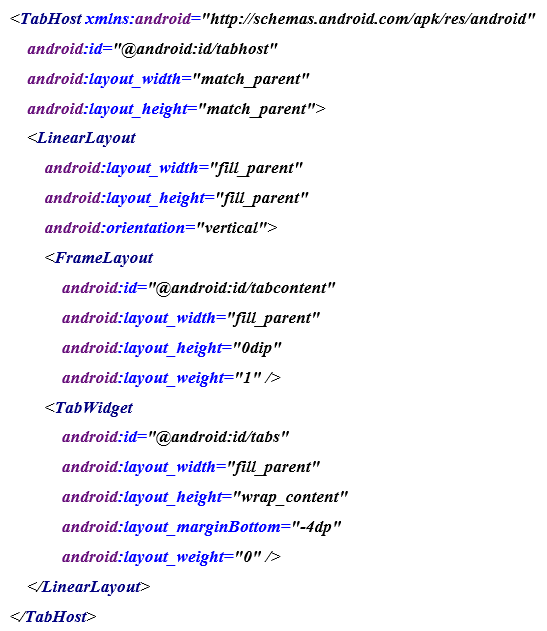 <TabHost xmlns:android="http://schemas.android.com/apk/res/android"
    android:id="@android:id/tabhost"
    android:layout_width="match_parent"
    android:layout_height="match_parent">
    <LinearLayout
        android:layout_width="fill_parent"
        android:layout_height="fill_parent"
        android:orientation="vertical">
        <FrameLayout
            android:id="@android:id/tabcontent"
            android:layout_width="fill_parent"
            android:layout_height="0dip"
            android:layout_weight="1" />
        <TabWidget
            android:id="@android:id/tabs"
            android:layout_width="fill_parent"
            android:layout_height="wrap_content"
            android:layout_marginBottom="-4dp"
            android:layout_weight="0" />
    </LinearLayout>
</TabHost>